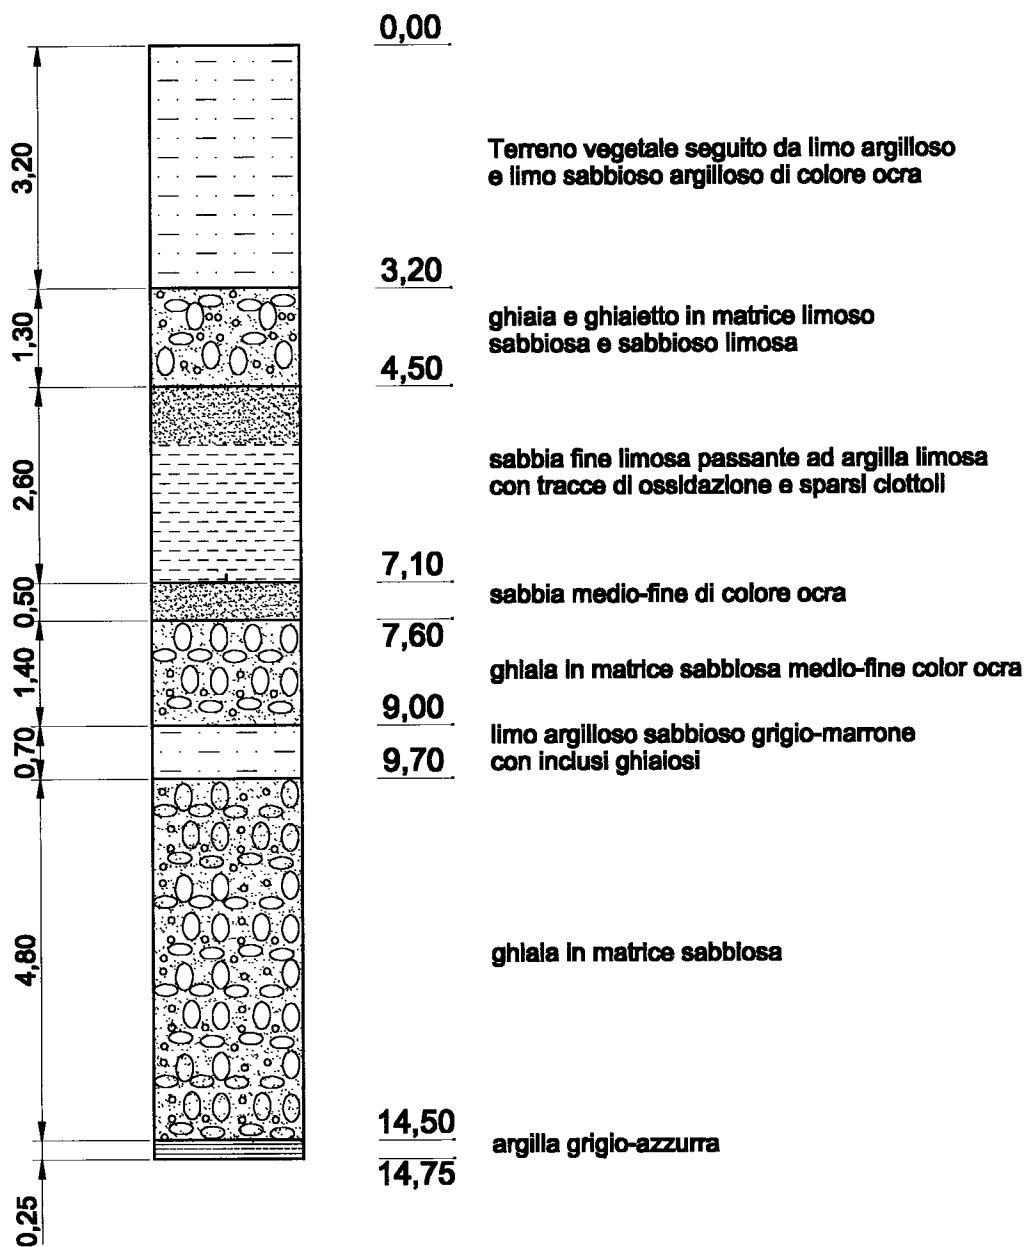 0,00
3,20
Terreno vegetale seguito da limo argilloso
e limo sabbioso argilloso di colore ocra
3,20
1,30
ghiaia e ghiaietto in matrice limoso
sabbiosa e sabbioso limosa
4,50
2,60
sabbia fine limosa passante ad argilla limosa
con tracce di ossidazione e sparsi ciottoli
7,10
0,50
sabbia medio-fine di colore ocra
7,60
1,40
ghiaia in matrice sabbiosa medio-fine color ocra
9,00
0,70
limo argilloso sabbioso grigio-marrone
con inclusi ghiaiosi
9,70
4,80
ghiaia in matrice sabbiosa
14,50
argilla grigio-azzurra
14,75
0,25